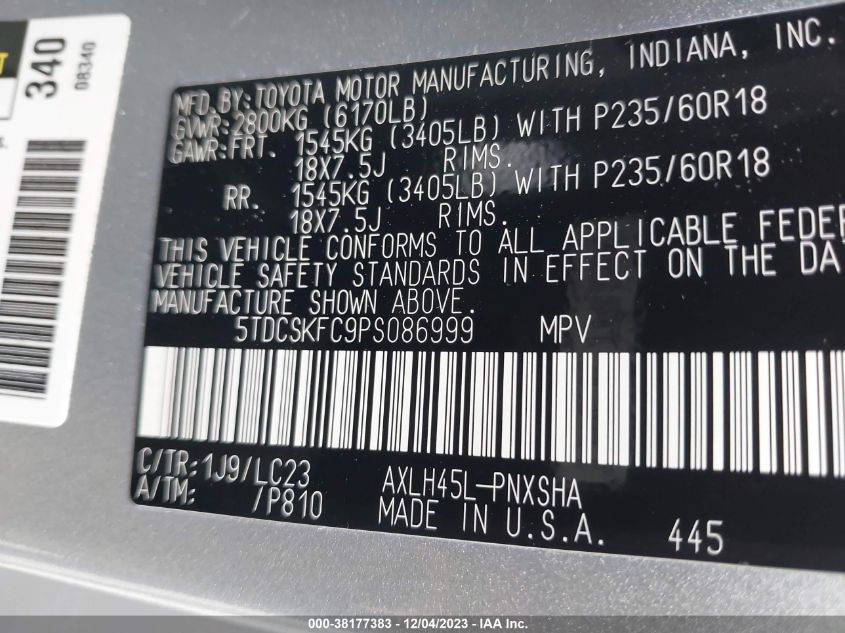 340
08340
MFD. BY: TOYOTA MOTOR MANUFACTURING, INDIANA, INC.
GVWR: 2800KG (6170LB)
GAWR: FRT. 1545KG (3405LB) WITH P235/60R18
18X7.5J RIMS.
RR. 1545KG (3405LB) WITH P235/60R18
18X7.5J RIMS.
THIS VEHICLE CONFORMS TO ALL APPLICABLE FEDER
VEHICLE SAFETY STANDARDS IN EFFECT ON THE DA
MANUFACTURE SHOWN ABOVE.
5TDCSKFC9PS086999 MPV
C/TR: 1J9/LC23 AXLH45L-PNXSHA
A/TM: /P810 MADE IN U.S.A. 445
000-38177383 - 12/04/2023 - IAA Inc.